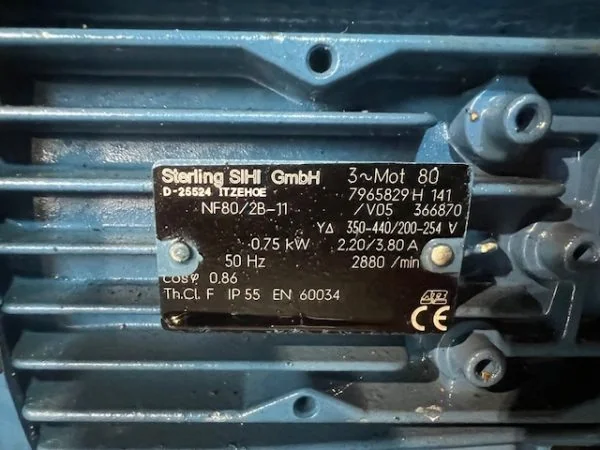 Sterling SIHI GmbH 3~Mot 80
D-25524 ITZEHOE 7965829 H 141
NF80/2B-11 /V05 366870
Y∆ 350-440/200-254 V
0.75 kW 2,20/3,80 A
50 Hz 2880 /min
cosφ 0,86
Th.Cl. F IP 55 EN 60034
CE